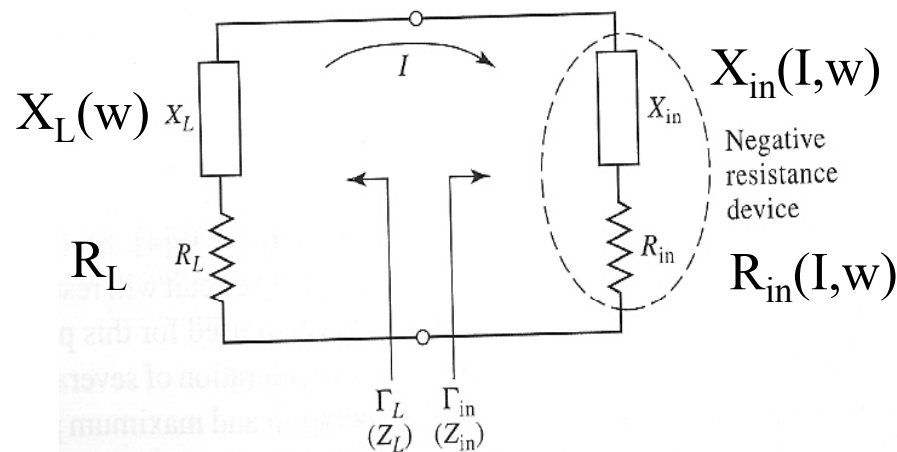 I
X_L(w)
X_L
X_in
X_in(I,w)
Negative
resistance
device
R_L
R_L
R_in
R_in(I,w)
Γ_L
(Z_L)
Γ_in
(Z_in)